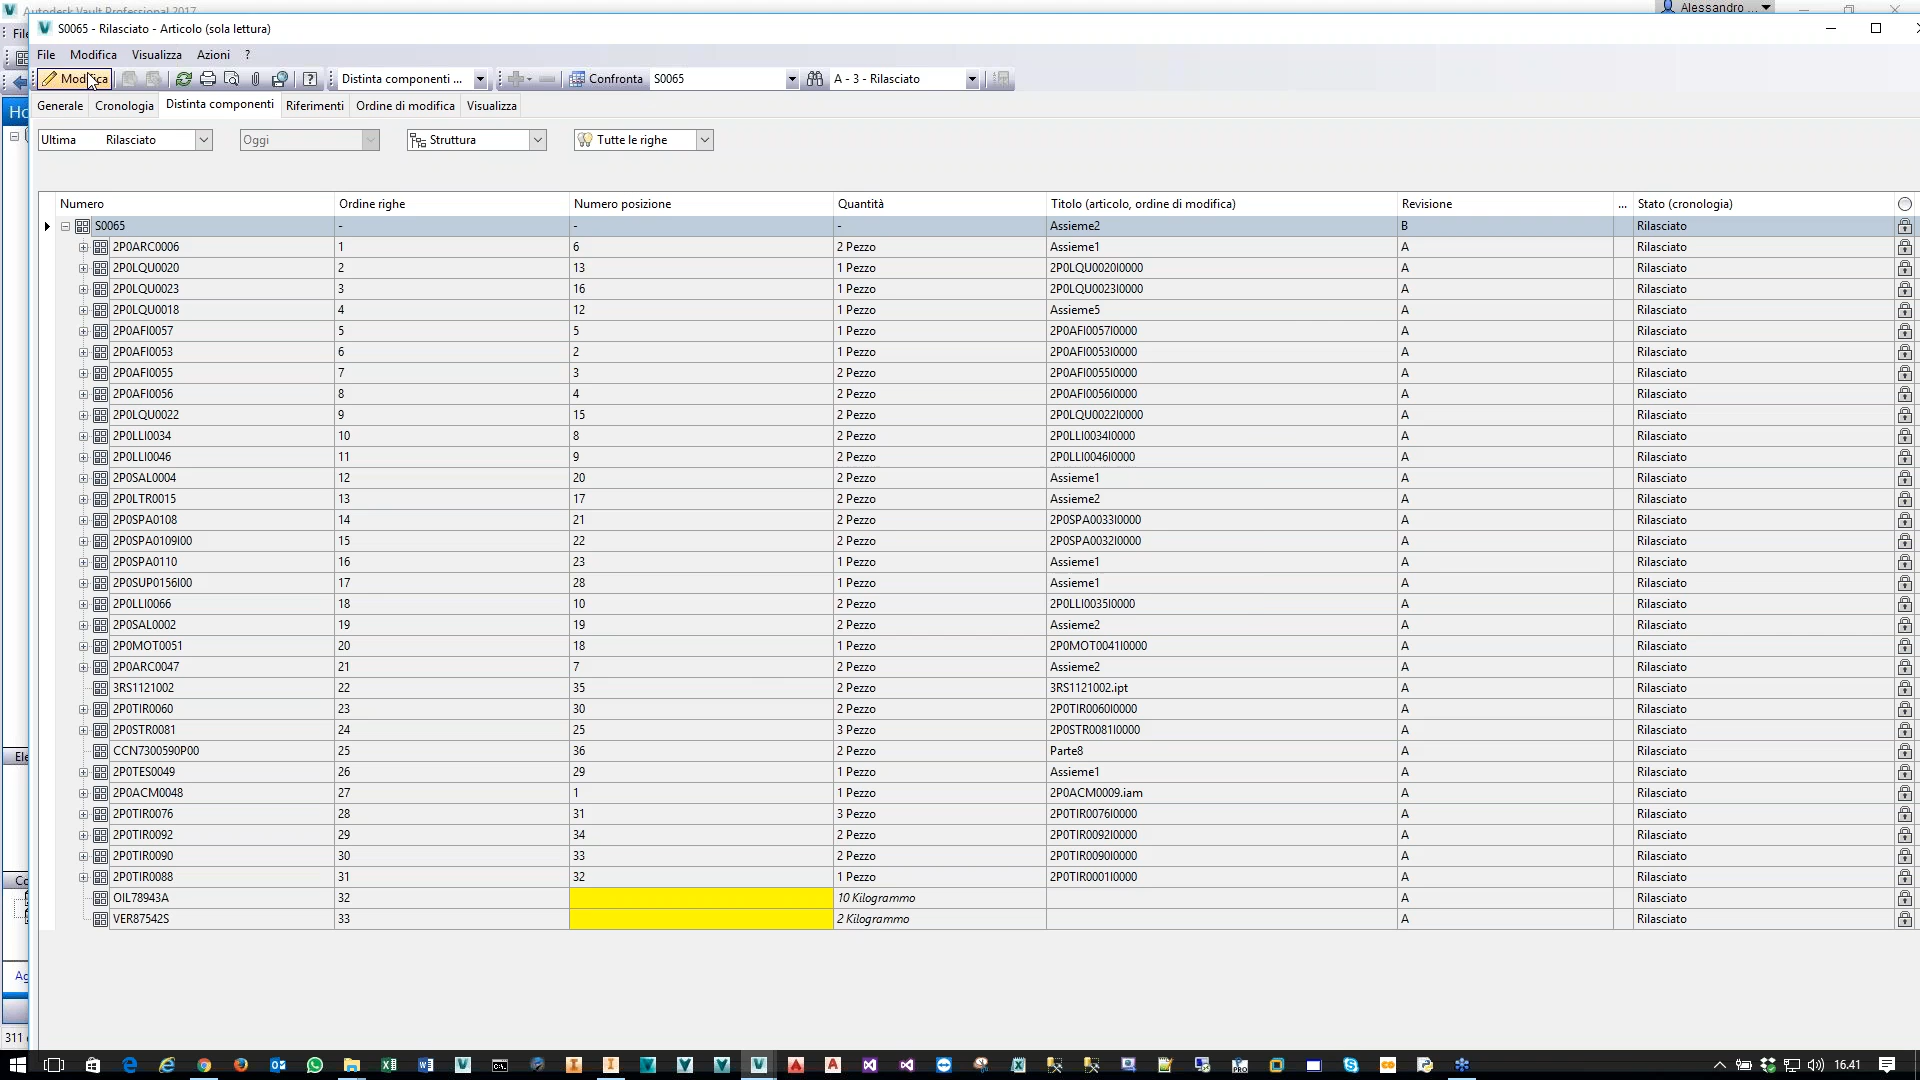 Autodesk Vault Professional 2017
Alessandro ...
S0065 - Rilasciato - Articolo (sola lettura)
File Modifica Visualizza Azioni ?
Modifica Distinta componenti ... Confronta S0065 A - 3 - Rilasciato
Generale Cronologia Distinta componenti Riferimenti Ordine di modifica Visualizza
Ultima Rilasciato Oggi Struttura Tutte le righe
Numero Ordine righe Numero posizione Quantità Titolo (articolo, ordine di modifica) Revisione ... Stato (cronologia)
S0065 - - - Assieme2 B Rilasciato
2P0ARC0006 1 6 2 Pezzo Assieme1 A Rilasciato
2P0LQU0020 2 13 1 Pezzo 2P0LQU0020I0000 A Rilasciato
2P0LQU0023 3 16 1 Pezzo 2P0LQU0023I0000 A Rilasciato
2P0LQU0018 4 12 1 Pezzo Assieme5 A Rilasciato
2P0AFI0057 5 5 1 Pezzo 2P0AFI0057I0000 A Rilasciato
2P0AFI0053 6 2 1 Pezzo 2P0AFI0053I0000 A Rilasciato
2P0AFI0055 7 3 2 Pezzo 2P0AFI0055I0000 A Rilasciato
2P0AFI0056 8 4 2 Pezzo 2P0AFI0056I0000 A Rilasciato
2P0LQU0022 9 15 2 Pezzo 2P0LQU0022I0000 A Rilasciato
2P0LLI0034 10 8 2 Pezzo 2P0LLI0034I0000 A Rilasciato
2P0LLI0046 11 9 2 Pezzo 2P0LLI0046I0000 A Rilasciato
2P0SAL0004 12 20 2 Pezzo Assieme1 A Rilasciato
2P0LTR0015 13 17 2 Pezzo Assieme2 A Rilasciato
2P0SPA0108 14 21 2 Pezzo 2P0SPA0033I0000 A Rilasciato
2P0SPA0109I00 15 22 2 Pezzo 2P0SPA0032I0000 A Rilasciato
2P0SPA0110 16 23 1 Pezzo Assieme1 A Rilasciato
2P0SUP0156I00 17 28 1 Pezzo Assieme1 A Rilasciato
2P0LLI0066 18 10 2 Pezzo 2P0LLI0035I0000 A Rilasciato
2P0SAL0002 19 19 2 Pezzo Assieme2 A Rilasciato
2P0MOT0051 20 18 1 Pezzo 2P0MOT0041I0000 A Rilasciato
2P0ARC0047 21 7 2 Pezzo Assieme2 A Rilasciato
3RS1121002 22 35 2 Pezzo 3RS1121002.ipt A Rilasciato
2P0TIR0060 23 30 2 Pezzo 2P0TIR0060I0000 A Rilasciato
2P0STR0081 24 25 3 Pezzo 2P0STR0081I0000 A Rilasciato
CCN7300590P00 25 36 2 Pezzo Parte8 A Rilasciato
2P0TES0049 26 29 1 Pezzo Assieme1 A Rilasciato
2P0ACM0048 27 1 1 Pezzo 2P0ACM0009.iam A Rilasciato
2P0TIR0076 28 31 3 Pezzo 2P0TIR0076I0000 A Rilasciato
2P0TIR0092 29 34 2 Pezzo 2P0TIR0092I0000 A Rilasciato
2P0TIR0090 30 33 2 Pezzo 2P0TIR0090I0000 A Rilasciato
2P0TIR0088 31 32 1 Pezzo 2P0TIR0001I0000 A Rilasciato
OIL78943A 32 10 Kilogrammo A Rilasciato
VER87542S 33 2 Kilogrammo A Rilasciato
311
16.41